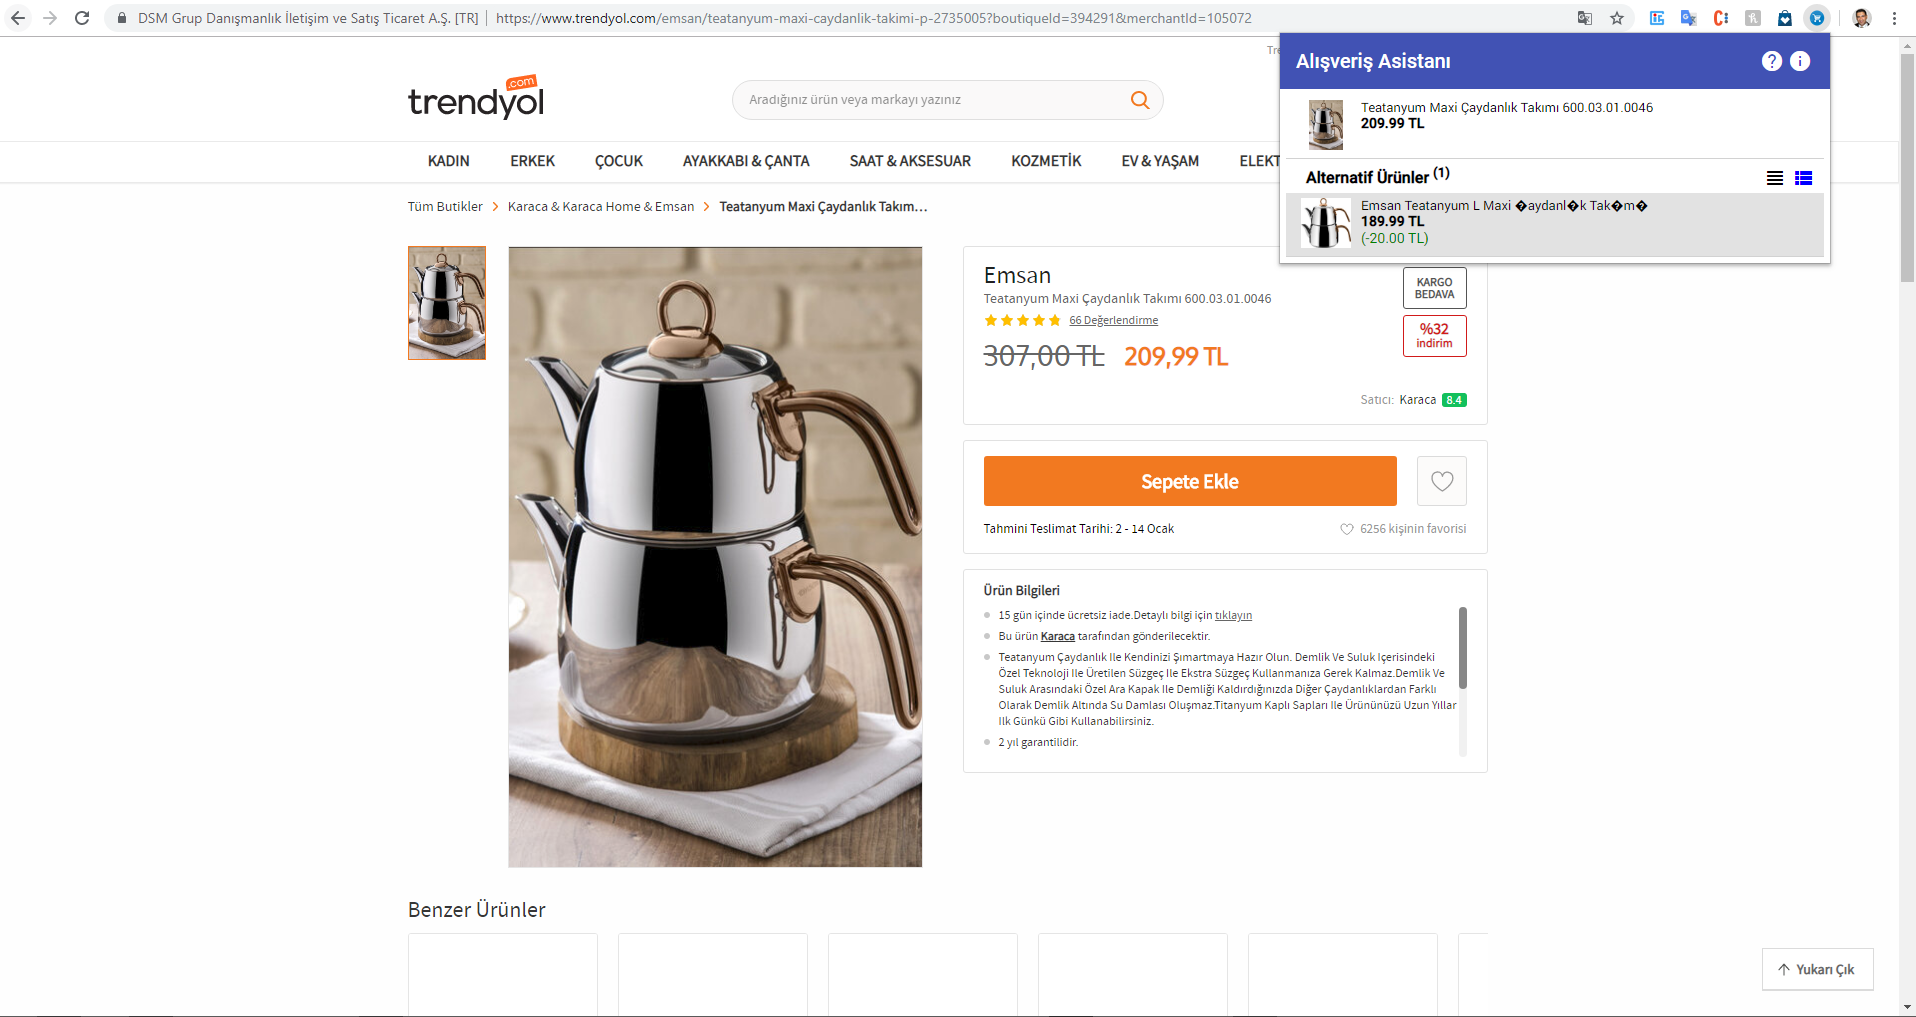 DSM Grup Danışmanlık İletişim ve Satış Ticaret A.Ş. [TR] | https://www.trendyol.com/emsan/teatanyum-maxi-caydanlik-takimi-p-2735005?boutiqueId=394291&merchantId=105072
Alışveriş Asistanı
Teatanyum Maxi Çaydanlık Takımı 600.03.01.0046
209.99 TL
Alternatif Ürünler (1)
Emsan Teatanyum L Maxi �aydanl�k Tak�m�
189.99 TL
(-20.00 TL)
trendyol
.com
Aradığınız ürün veya markayı yazınız
KADIN ERKEK ÇOCUK AYAKKABI & ÇANTA SAAT & AKSESUAR KOZMETİK EV & YAŞAM ELEKT
Tüm Butikler > Karaca & Karaca Home & Emsan > Teatanyum Maxi Çaydanlık Takım...
Emsan
Teatanyum Maxi Çaydanlık Takımı 600.03.01.0046
66 Değerlendirme
307,00 TL 209,99 TL
KARGO
BEDAVA
%32
indirim
Satıcı: Karaca 8.4
Sepete Ekle
Tahmini Teslimat Tarihi: 2 - 14 Ocak
6256 kişinin favorisi
Ürün Bilgileri
15 gün içinde ücretsiz iade.Detaylı bilgi için tıklayın
Bu ürün Karaca tarafından gönderilecektir.
Teatanyum Çaydanlık Ile Kendinizi Şımartmaya Hazır Olun. Demlik Ve Suluk Içerisindeki
Özel Teknoloji Ile Üretilen Süzgeç Ile Ekstra Süzgeç Kullanmanıza Gerek Kalmaz.Demlik Ve
Suluk Arasındaki Özel Ara Kapak Ile Demliği Kaldırdığınızda Diğer Çaydanlıklardan Farklı
Olarak Demlik Altında Su Damlası Oluşmaz.Titanyum Kaplı Sapları Ile Ürününüzü Uzun Yıllar
Ilk Günkü Gibi Kullanabilirsiniz.
2 yıl garantilidir.
Benzer Ürünler
Yukarı Çık